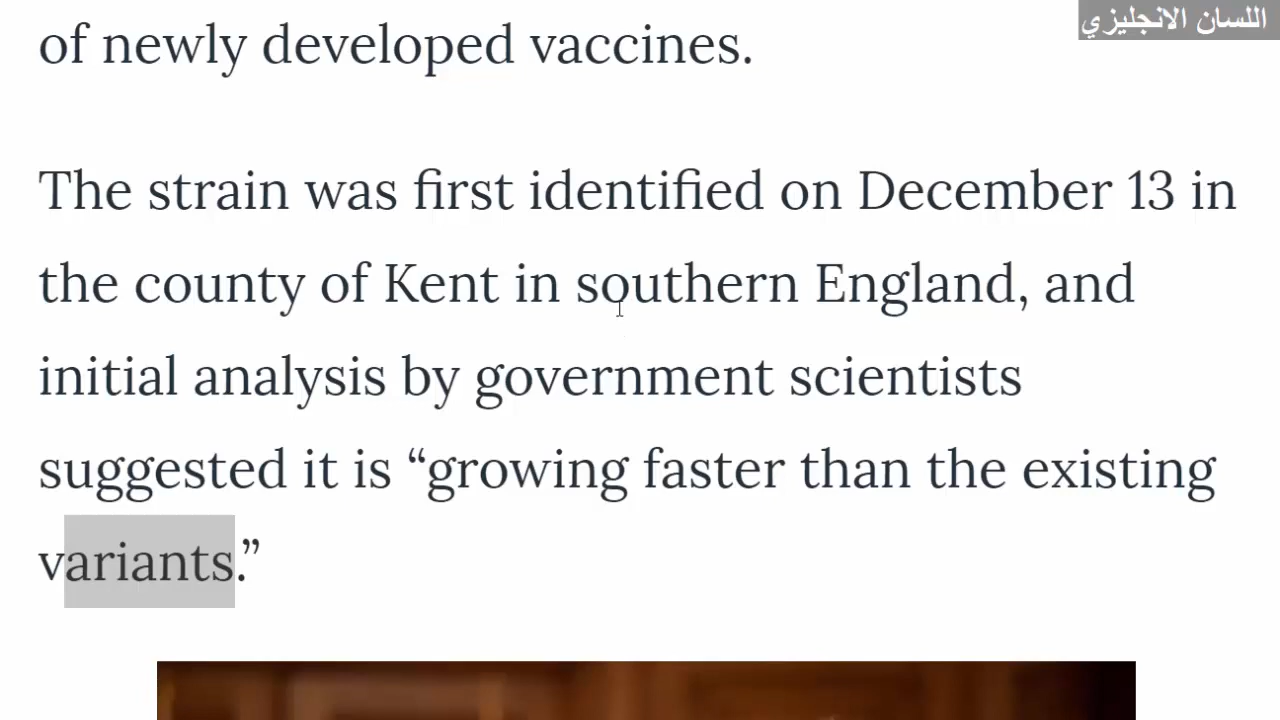 اللسان الانجليزي
of newly developed vaccines.
The strain was first identified on December 13 in
the county of Kent in southern England, and
initial analysis by government scientists
suggested it is “growing faster than the existing
variants.”